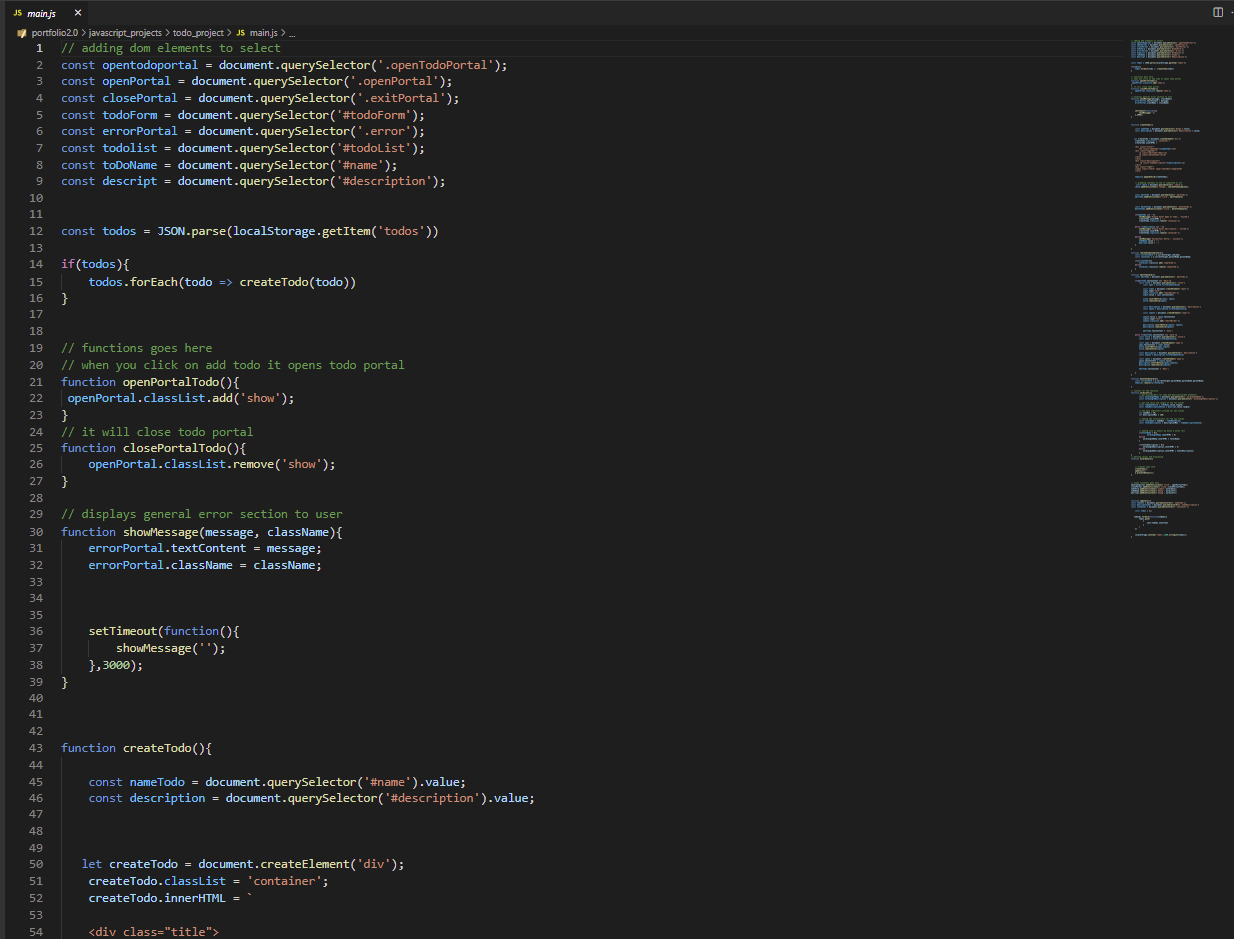 JS main.js ×
portfolio2.0 > javascript_projects > todo_project > JS main.js > ...
1 // adding dom elements to select
2 const opentodoportal = document.querySelector('.openTodoPortal');
3 const openPortal = document.querySelector('.openPortal');
4 const closePortal = document.querySelector('.exitPortal');
5 const todoForm = document.querySelector('#todoForm');
6 const errorPortal = document.querySelector('.error');
7 const todolist = document.querySelector('#todoList');
8 const toDoName = document.querySelector('#name');
9 const descript = document.querySelector('#description');
10
11
12 const todos = JSON.parse(localStorage.getItem('todos'))
13
14 if(todos){
15     todos.forEach(todo => createTodo(todo))
16 }
17
18
19 // functions goes here
20 // when you click on add todo it opens todo portal
21 function openPortalTodo(){
22  openPortal.classList.add('show');
23 }
24 // it will close todo portal
25 function closePortalTodo(){
26     openPortal.classList.remove('show');
27 }
28
29 // displays general error section to user
30 function showMessage(message, className){
31     errorPortal.textContent = message;
32     errorPortal.className = className;
33
34
35
36     setTimeout(function(){
37         showMessage('');
38     },3000);
39 }
40
41
42
43 function createTodo(){
44
45     const nameTodo = document.querySelector('#name').value;
46     const description = document.querySelector('#description').value;
47
48
49
50    let createTodo = document.createElement('div');
51     createTodo.classList = 'container';
52     createTodo.innerHTML = `
53
54     <div class="title">